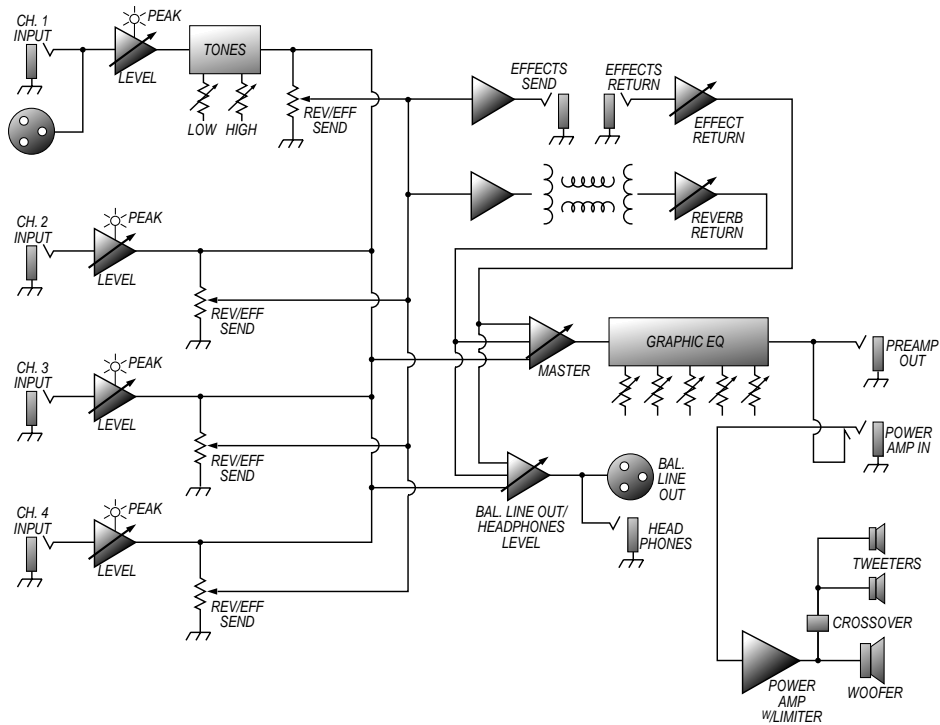 CH. 1
INPUT
PEAK
LEVEL
TONES
LOW
HIGH
REV/EFF
SEND
EFFECTS
SEND
EFFECTS
RETURN
EFFECT
RETURN
REVERB
RETURN
CH. 2
INPUT
PEAK
LEVEL
REV/EFF
SEND
MASTER
GRAPHIC EQ
PREAMP
OUT
CH. 3
INPUT
PEAK
LEVEL
REV/EFF
SEND
POWER
AMP IN
BAL. LINE OUT/
HEADPHONES
LEVEL
BAL.
LINE
OUT
HEAD
PHONES
CH. 4
INPUT
PEAK
LEVEL
REV/EFF
SEND
TWEETERS
CROSSOVER
WOOFER
POWER
AMP
W/LIMITER